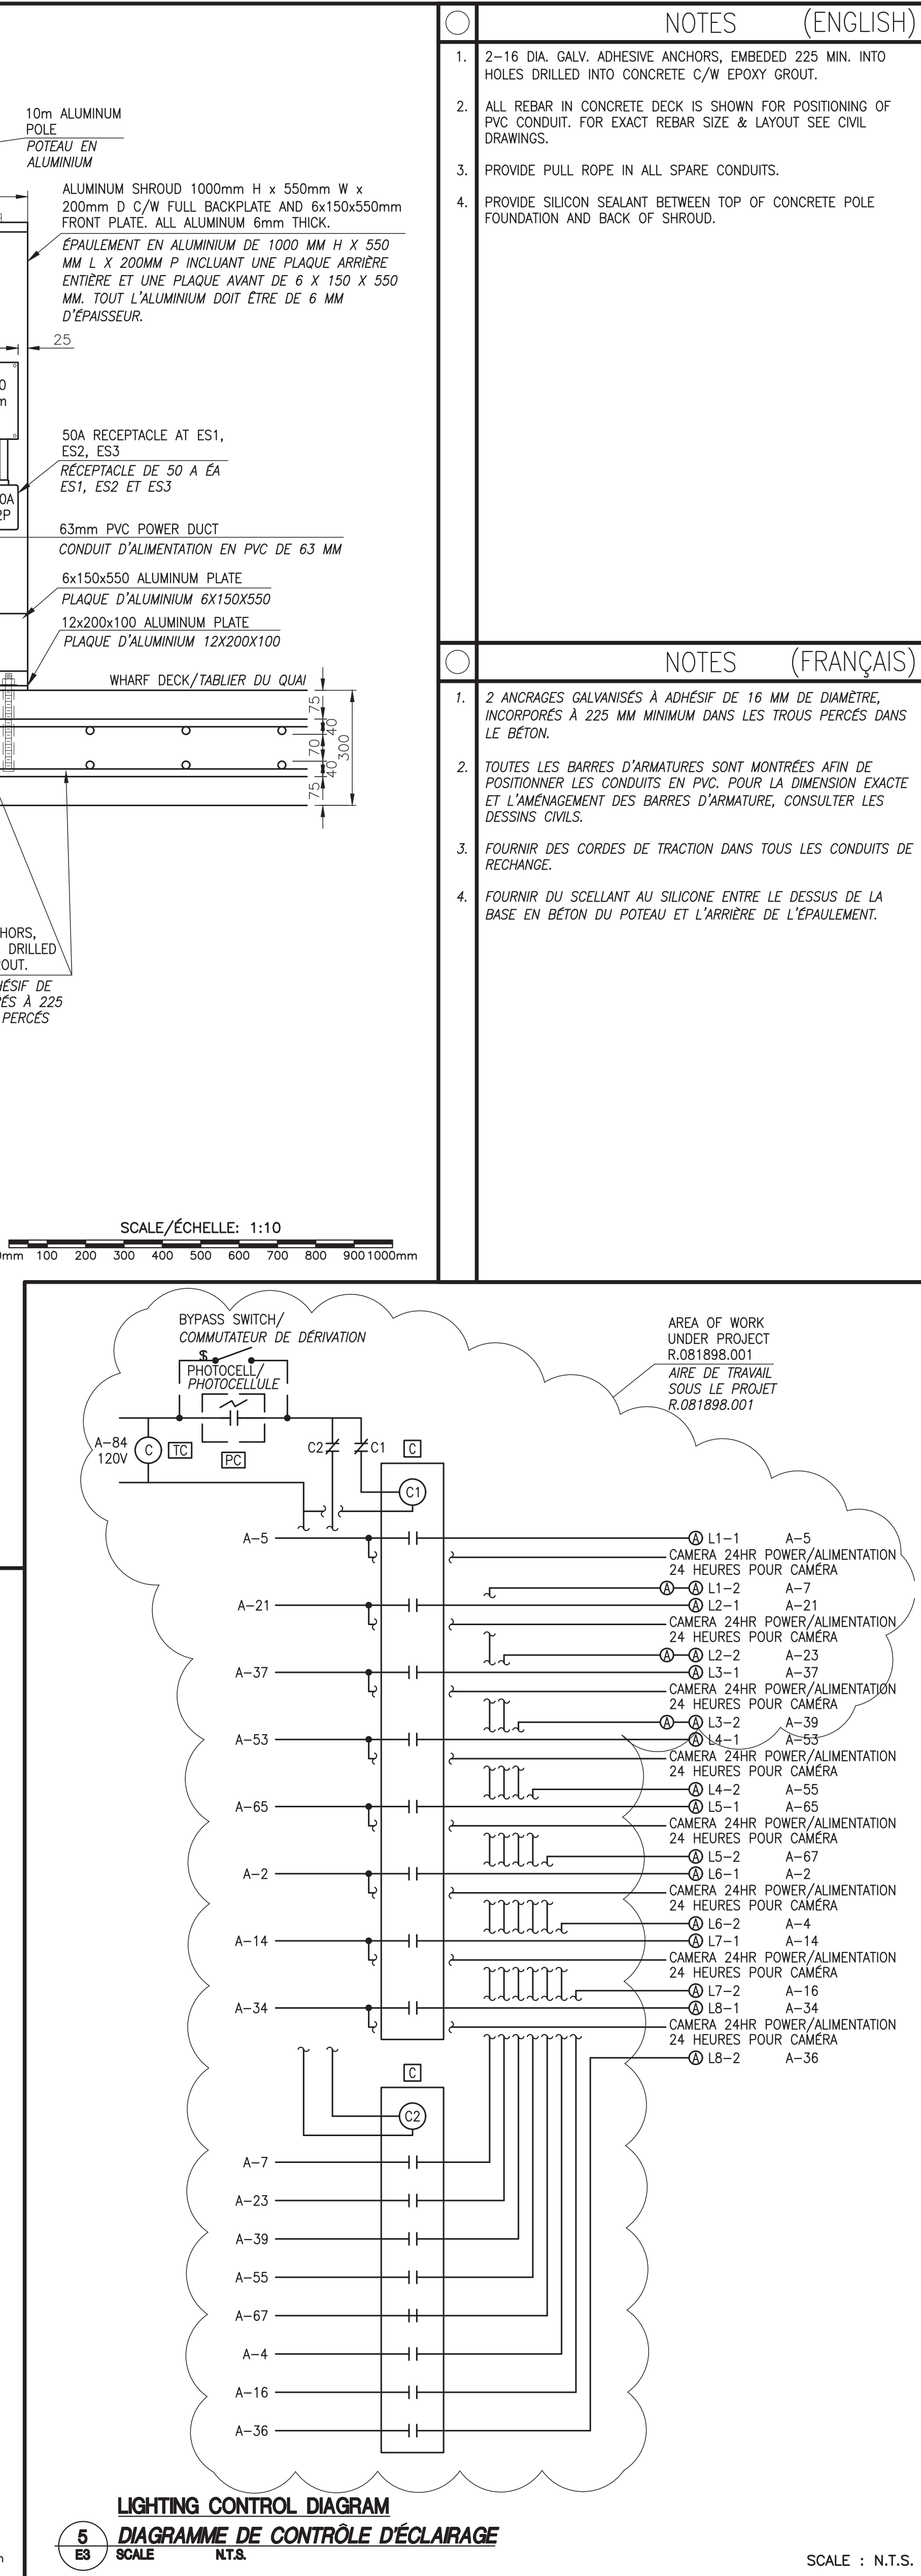 NOTES (ENGLISH)
1. 2-16 DIA. GALV. ADHESIVE ANCHORS, EMBEDED 225 MIN. INTO
HOLES DRILLED INTO CONCRETE C/W EPOXY GROUT.
2. ALL REBAR IN CONCRETE DECK IS SHOWN FOR POSITIONING OF
PVC CONDUIT. FOR EXACT REBAR SIZE & LAYOUT SEE CIVIL
DRAWINGS.
3. PROVIDE PULL ROPE IN ALL SPARE CONDUITS.
4. PROVIDE SILICON SEALANT BETWEEN TOP OF CONCRETE POLE
FOUNDATION AND BACK OF SHROUD.
10m ALUMINUM
POLE
POTEAU EN
ALUMINIUM
ALUMINUM SHROUD 1000mm H x 550mm W x
200mm D C/W FULL BACKPLATE AND 6x150x550mm
FRONT PLATE. ALL ALUMINUM 6mm THICK.
ÉPAULEMENT EN ALUMINIUM DE 1000 MM H X 550
MM L X 200MM P INCLUANT UNE PLAQUE ARRIÈRE
ENTIÈRE ET UNE PLAQUE AVANT DE 6 X 150 X 550
MM. TOUT L'ALUMINIUM DOIT ÊTRE DE 6 MM
D'ÉPAISSEUR.
25
0
m
50A RECEPTACLE AT ES1,
ES2, ES3
RÉCEPTACLE DE 50 A ÉA
ES1, ES2 ET ES3
0A
2P
63mm PVC POWER DUCT
CONDUIT D'ALIMENTATION EN PVC DE 63 MM
6x150x550 ALUMINUM PLATE
PLAQUE D'ALUMINIUM 6X150X550
12x200x100 ALUMINUM PLATE
PLAQUE D'ALUMINIUM 12X200X100
WHARF DECK/TABLIER DU QUAI
75
40
70
40
75
300
HORS,
DRILLED
OUT.
HÉSIF DE
ÉS À 225
PERCÉS
NOTES (FRANÇAIS)
1. 2 ANCRAGES GALVANISÉS À ADHÉSIF DE 16 MM DE DIAMÈTRE,
INCORPORÉS À 225 MM MINIMUM DANS LES TROUS PERCÉS DANS
LE BÉTON.
2. TOUTES LES BARRES D'ARMATURES SONT MONTRÉES AFIN DE
POSITIONNER LES CONDUITS EN PVC. POUR LA DIMENSION EXACTE
ET L'AMÉNAGEMENT DES BARRES D'ARMATURE, CONSULTER LES
DESSINS CIVILS.
3. FOURNIR DES CORDES DE TRACTION DANS TOUS LES CONDUITS DE
RECHANGE.
4. FOURNIR DU SCELLANT AU SILICONE ENTRE LE DESSUS DE LA
BASE EN BÉTON DU POTEAU ET L'ARRIÈRE DE L'ÉPAULEMENT.
SCALE/ÉCHELLE: 1:10
mm 100 200 300 400 500 600 700 800 900 1000mm
BYPASS SWITCH/
COMMUTATEUR DE DÉRIVATION
$
PHOTOCELL/
PHOTOCELLULE
AREA OF WORK
UNDER PROJECT
R.081898.001
AIRE DE TRAVAIL
SOUS LE PROJET
R.081898.001
A-84
120V
C TC PC C2 C1 C
C1
A-5 A L1-1 A-5
CAMERA 24HR POWER/ALIMENTATION
24 HEURES POUR CAMÉRA
A A L1-2 A-7
A-21 A L2-1 A-21
CAMERA 24HR POWER/ALIMENTATION
24 HEURES POUR CAMÉRA
A A L2-2 A-23
A-37 A L3-1 A-37
CAMERA 24HR POWER/ALIMENTATION
24 HEURES POUR CAMÉRA
A A L3-2 A-39
A-53 A L4-1 A-53
CAMERA 24HR POWER/ALIMENTATION
24 HEURES POUR CAMÉRA
A L4-2 A-55
A-65 A L5-1 A-65
CAMERA 24HR POWER/ALIMENTATION
24 HEURES POUR CAMÉRA
A L5-2 A-67
A-2 A L6-1 A-2
CAMERA 24HR POWER/ALIMENTATION
24 HEURES POUR CAMÉRA
A L6-2 A-4
A-14 A L7-1 A-14
CAMERA 24HR POWER/ALIMENTATION
24 HEURES POUR CAMÉRA
A L7-2 A-16
A-34 A L8-1 A-34
CAMERA 24HR POWER/ALIMENTATION
24 HEURES POUR CAMÉRA
A L8-2 A-36
C
C2
A-7
A-23
A-39
A-55
A-67
A-4
A-16
A-36
LIGHTING CONTROL DIAGRAM
5 DIAGRAMME DE CONTRÔLE D'ÉCLAIRAGE
E3 SCALE N.T.S.
SCALE : N.T.S.